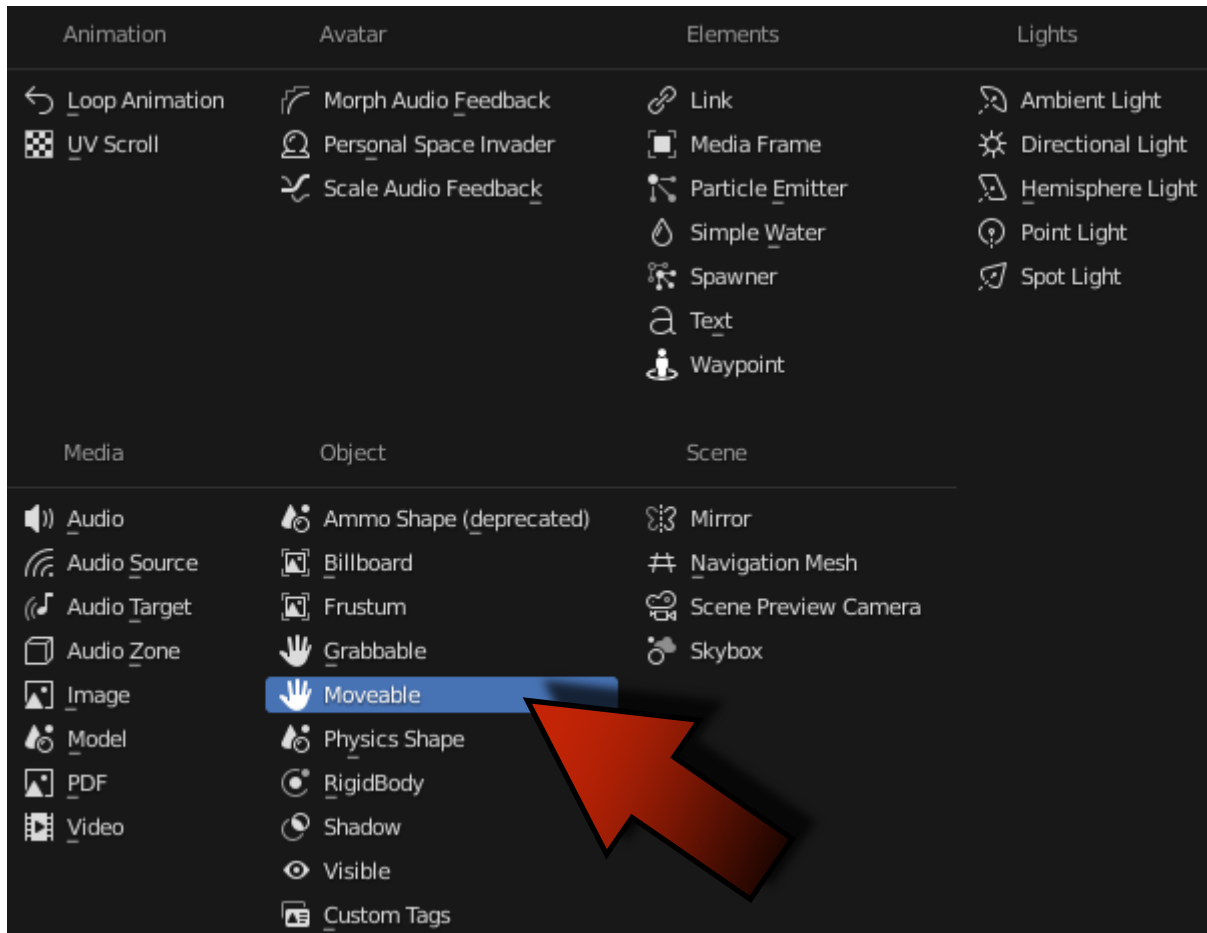 Animation Avatar Elements Lights
Loop Animation Morph Audio Feedback Link Ambient Light
UV Scroll Personal Space Invader Media Frame Directional Light
Scale Audio Feedback Particle Emitter Hemisphere Light
Simple Water Point Light
Spawner Spot Light
Text
Waypoint
Media Object Scene
Audio Ammo Shape (deprecated) Mirror
Audio Source Billboard Navigation Mesh
Audio Target Frustum Scene Preview Camera
Audio Zone Grabbable Skybox
Image Moveable
Model Physics Shape
PDF RigidBody
Video Shadow
Visible
Custom Tags